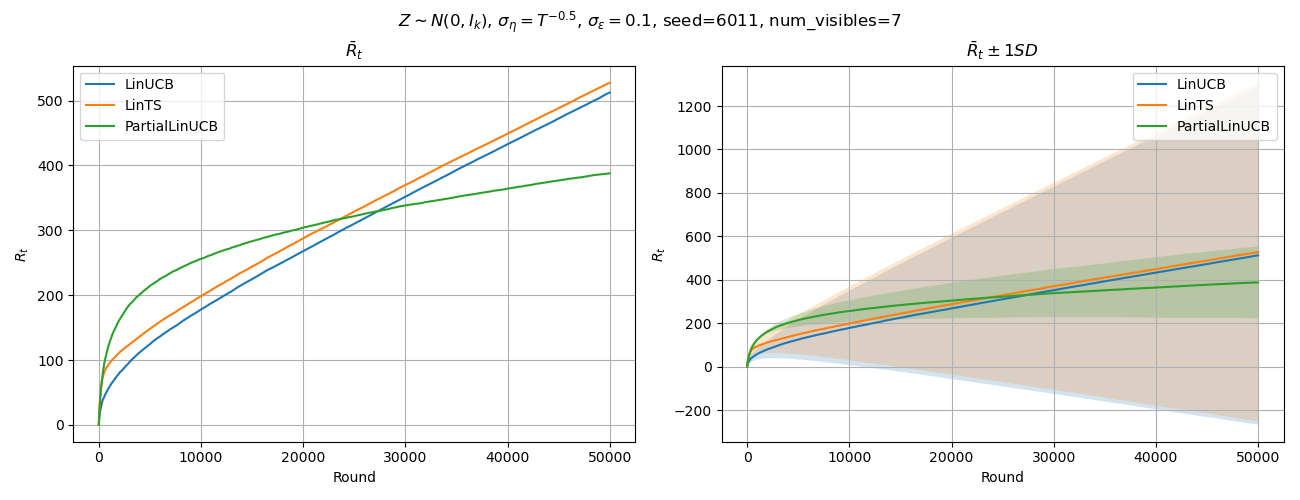 Z ∼ N(0, I_k), σ_η = T^{−0.5}, σ_ε = 0.1, seed=6011, num_visibles=7
R̄_t
LinUCB
LinTS
PartialLinUCB
R_t
500
400
300
200
100
0
0 10000 20000 30000 40000 50000
Round
R̄_t ± 1SD
LinUCB
LinTS
PartialLinUCB
R_t
1200
1000
800
600
400
200
0
−200
0 10000 20000 30000 40000 50000
Round